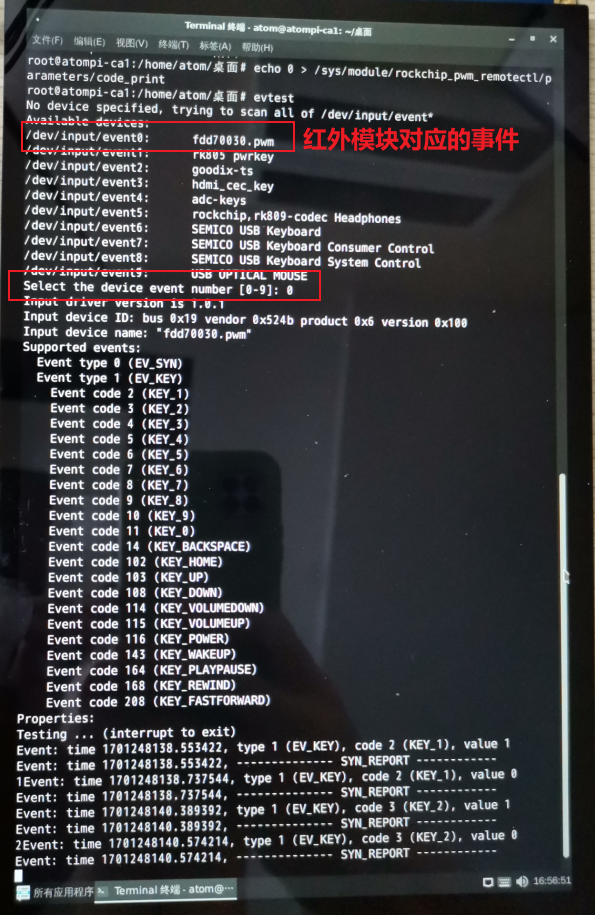 Terminal 终端 - atom@atompi-ca1: ~/桌面
文件(F) 编辑(E) 视图(V) 终端(T) 标签(A) 帮助(H)
root@atompi-ca1:/home/atom/桌面# echo 0 > /sys/module/rockchip_pwm_remotectl/p
arameters/code_print
root@atompi-ca1:/home/atom/桌面# evtest
No device specified, trying to scan all of /dev/input/event*
Available devices:
/dev/input/event0: fdd70030.pwm
红外模块对应的事件
/dev/input/event1: rk805 pwrkey
/dev/input/event2: goodix-ts
/dev/input/event3: hdmi_cec_key
/dev/input/event4: adc-keys
/dev/input/event5: rockchip,rk809-codec Headphones
/dev/input/event6: SEMICO USB Keyboard
/dev/input/event7: SEMICO USB Keyboard Consumer Control
/dev/input/event8: SEMICO USB Keyboard System Control
/dev/input/event9: USB OPTICAL MOUSE
Select the device event number [0-9]: 0
Input driver version is 1.0.1
Input device ID: bus 0x19 vendor 0x524b product 0x6 version 0x100
Input device name: "fdd70030.pwm"
Supported events:
Event type 0 (EV_SYN)
Event type 1 (EV_KEY)
Event code 2 (KEY_1)
Event code 3 (KEY_2)
Event code 4 (KEY_3)
Event code 5 (KEY_4)
Event code 6 (KEY_5)
Event code 7 (KEY_6)
Event code 8 (KEY_7)
Event code 9 (KEY_8)
Event code 10 (KEY_9)
Event code 11 (KEY_0)
Event code 14 (KEY_BACKSPACE)
Event code 102 (KEY_HOME)
Event code 103 (KEY_UP)
Event code 108 (KEY_DOWN)
Event code 114 (KEY_VOLUMEDOWN)
Event code 115 (KEY_VOLUMEUP)
Event code 116 (KEY_POWER)
Event code 143 (KEY_WAKEUP)
Event code 164 (KEY_PLAYPAUSE)
Event code 168 (KEY_REWIND)
Event code 208 (KEY_FASTFORWARD)
Properties:
Testing ... (interrupt to exit)
Event: time 1701248138.553422, type 1 (EV_KEY), code 2 (KEY_1), value 1
Event: time 1701248138.553422, -------------- SYN_REPORT ------------
1Event: time 1701248138.737544, type 1 (EV_KEY), code 2 (KEY_1), value 0
Event: time 1701248138.737544, -------------- SYN_REPORT ------------
Event: time 1701248140.389392, type 1 (EV_KEY), code 3 (KEY_2), value 1
Event: time 1701248140.389392, -------------- SYN_REPORT ------------
2Event: time 1701248140.574214, type 1 (EV_KEY), code 3 (KEY_2), value 0
Event: time 1701248140.574214, -------------- SYN_REPORT ------------
所有应用程序 Terminal 终端 - atom@··· 16:56:51